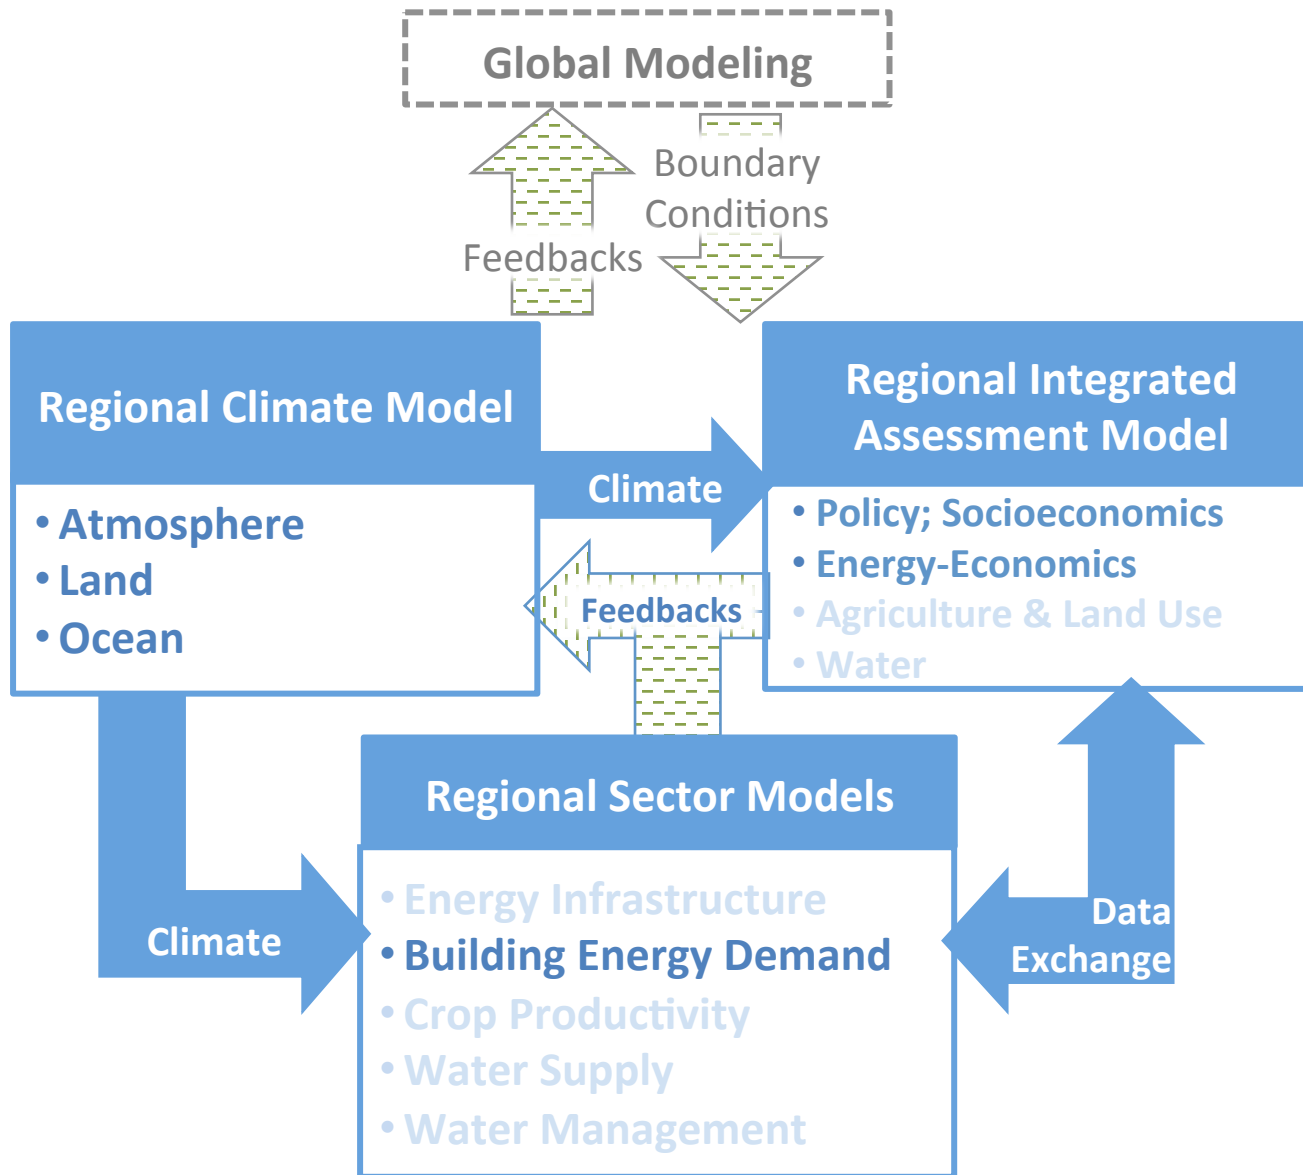 Global Modeling
Feedbacks
Boundary
Conditions
Regional Climate Model
• Atmosphere
• Land
• Ocean
Climate
Regional Integrated
Assessment Model
• Policy; Socioeconomics
• Energy-Economics
• Agriculture & Land Use
• Water
Feedbacks
Regional Sector Models
• Energy Infrastructure
• Building Energy Demand
• Crop Productivity
• Water Supply
• Water Management
Climate
Data
Exchange